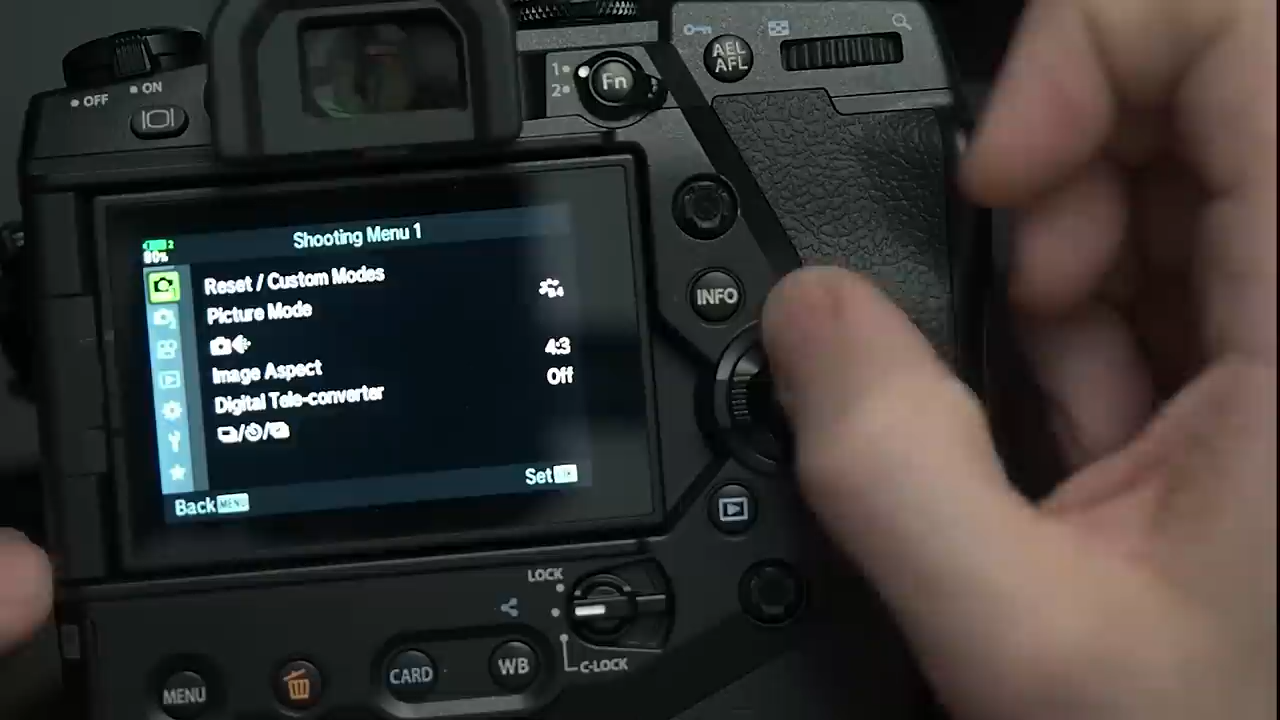 OFF ON
1
2
Fn
AEL
AFL
INFO
2
80%
Shooting Menu 1
Reset / Custom Modes
Picture Mode
4:3
Image Aspect
Off
Digital Tele-converter
Set
Back MENU
LOCK
C-LOCK
MENU
CARD
WB